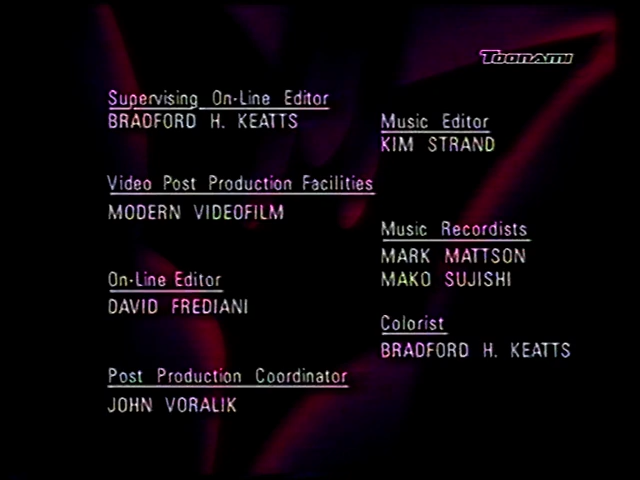 TOONAMI
Supervising On-Line Editor
BRADFORD H. KEATTS
Video Post Production Facilities
MODERN VIDEOFILM
On-Line Editor
DAVID FREDIANI
Post Production Coordinator
JOHN VORALIK
Music Editor
KIM STRAND
Music Recordists
MARK MATTSON
MAKO SUJISHI
Colorist
BRADFORD H. KEATTS